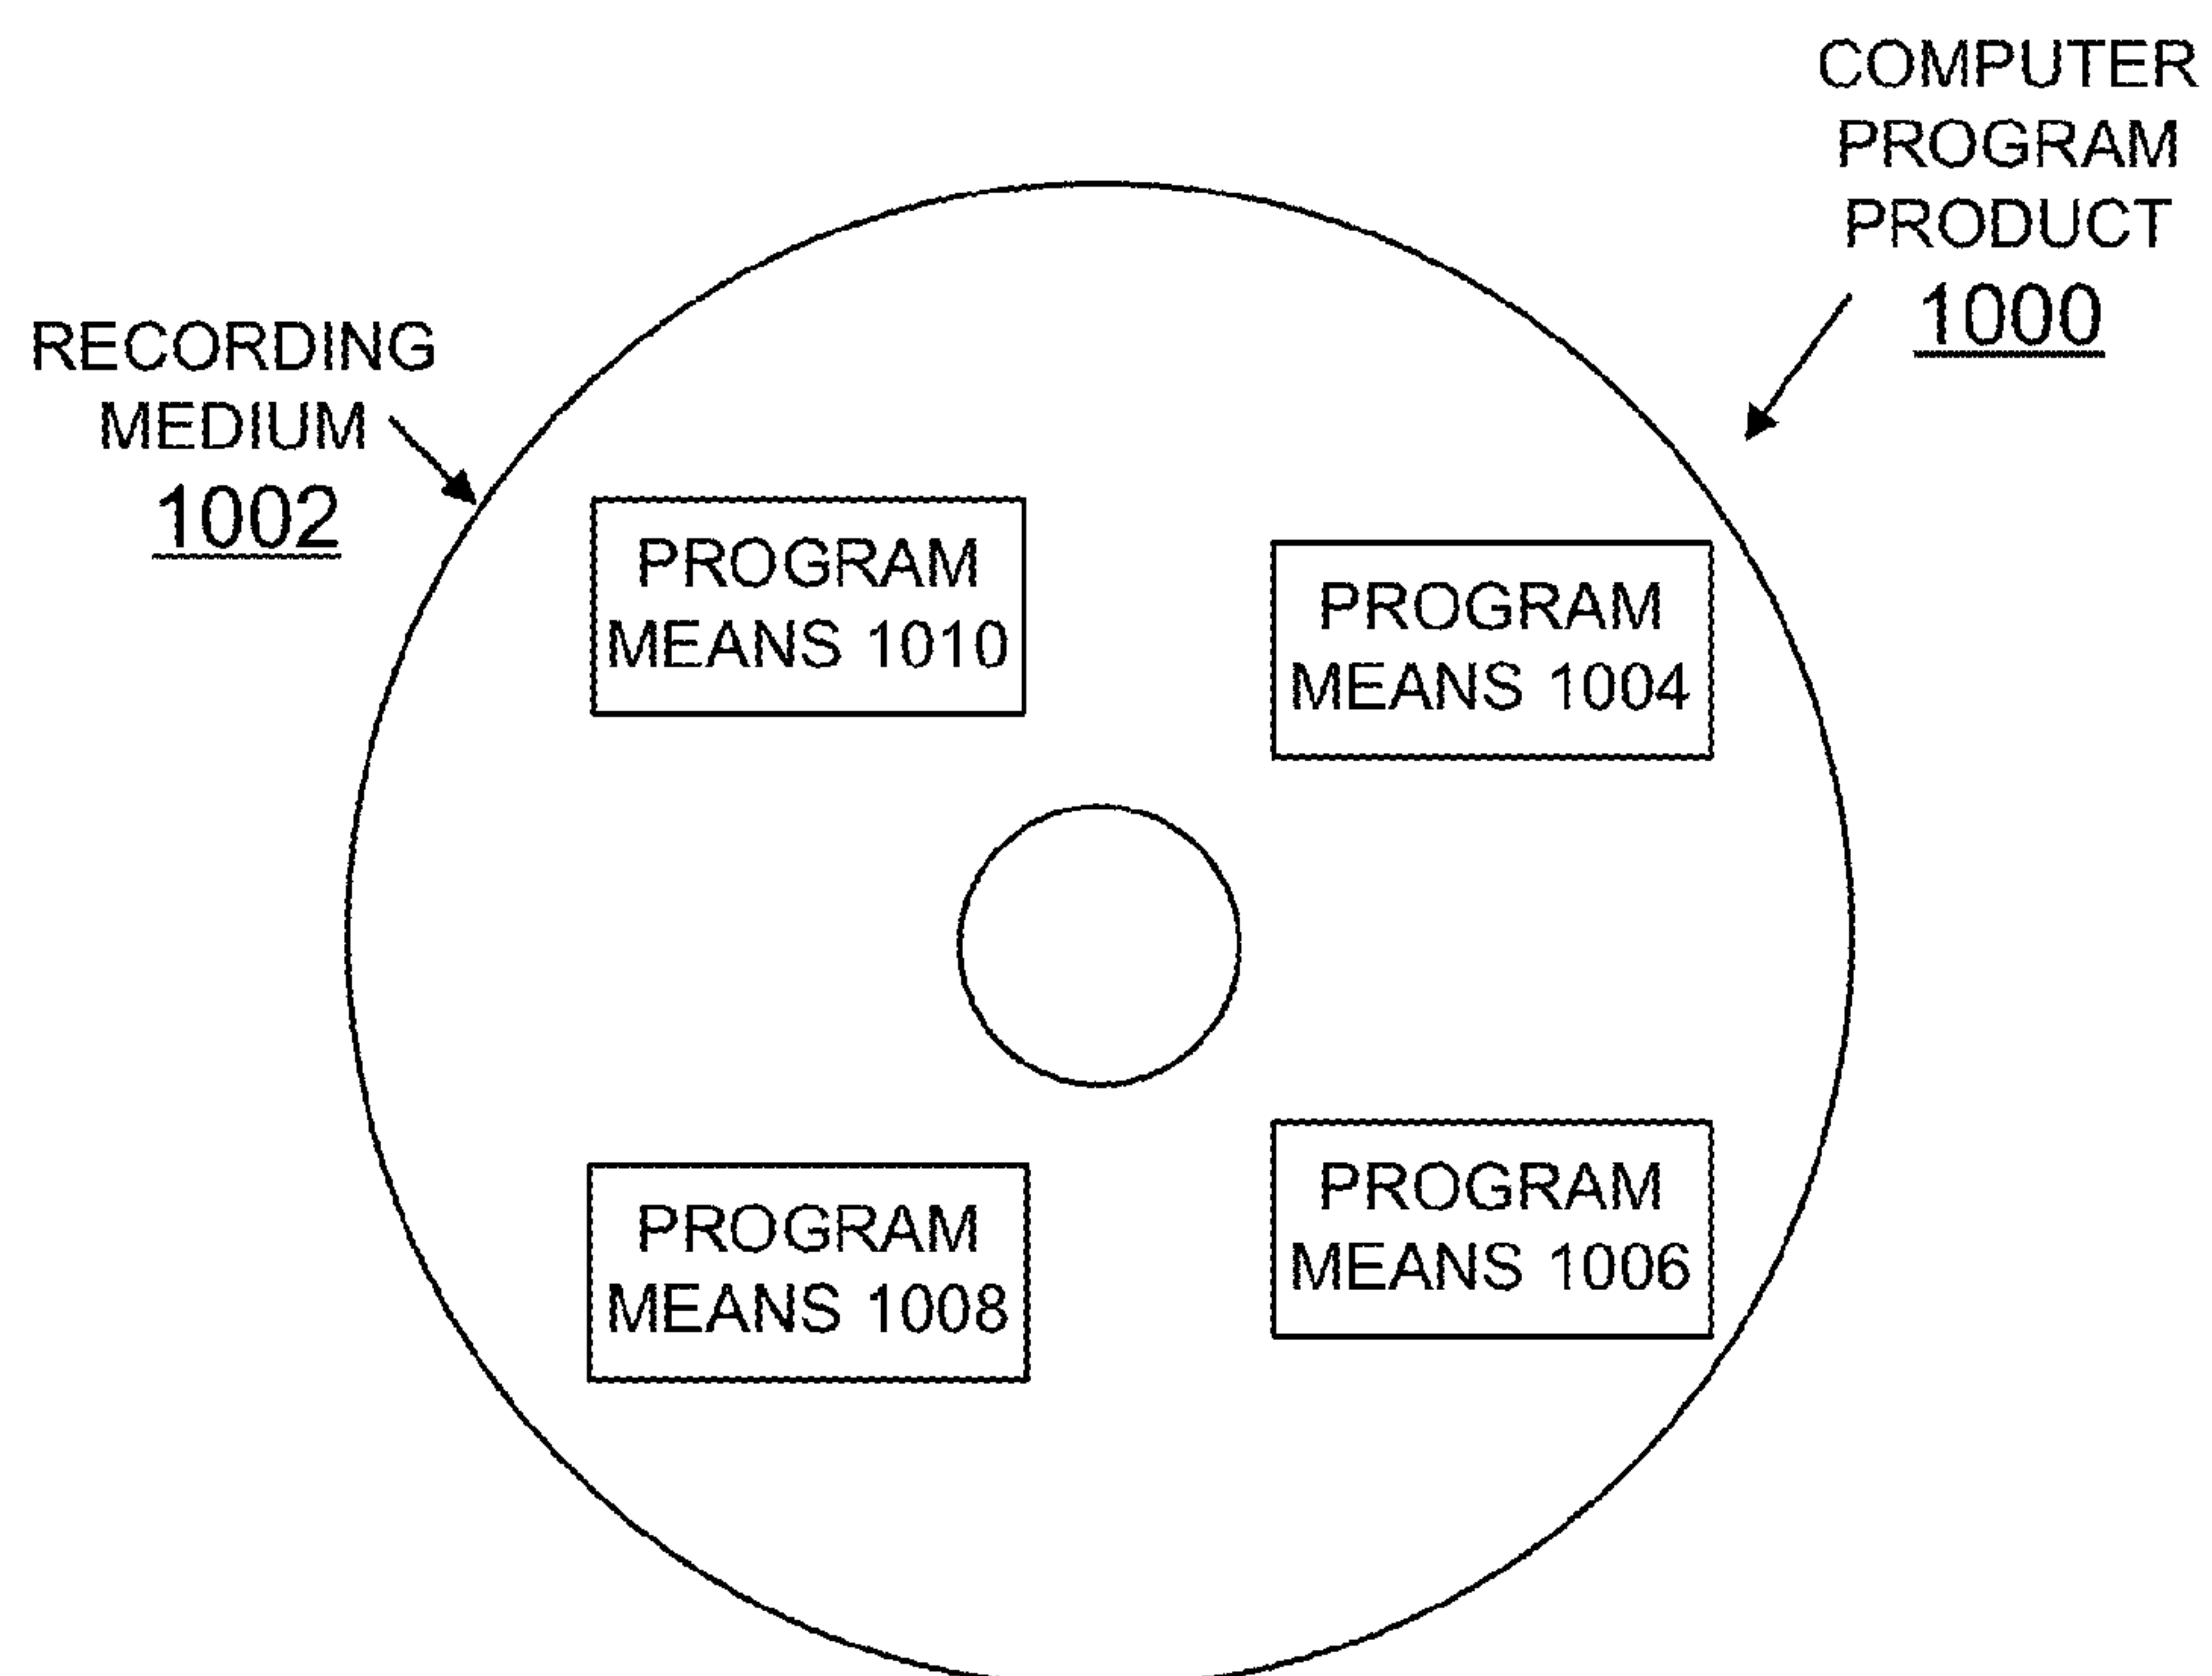 COMPUTER
PROGRAM
PRODUCT
1000
RECORDING
MEDIUM
1002
PROGRAM
MEANS 1010
PROGRAM
MEANS 1004
PROGRAM
MEANS 1008
PROGRAM
MEANS 1006